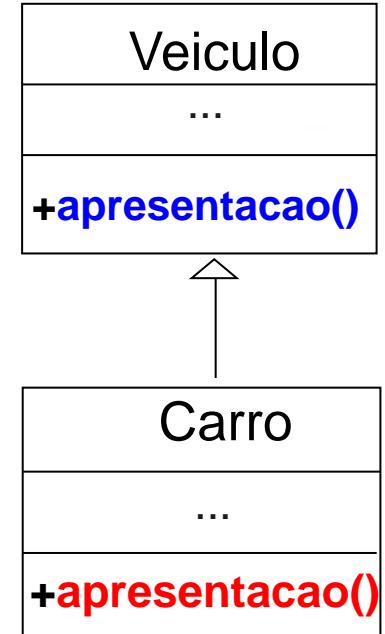 Veiculo
...
+apresentacao()
Carro
...
+apresentacao()